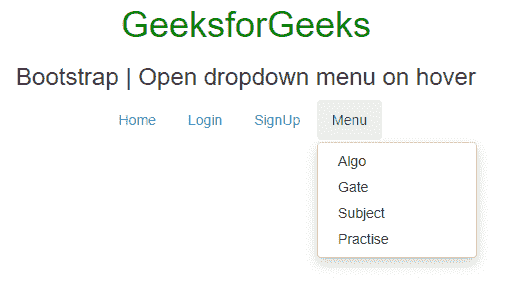 GeeksforGeeks
Bootstrap | Open dropdown menu on hover
Home Login SignUp Menu
Algo
Gate
Subject
Practise